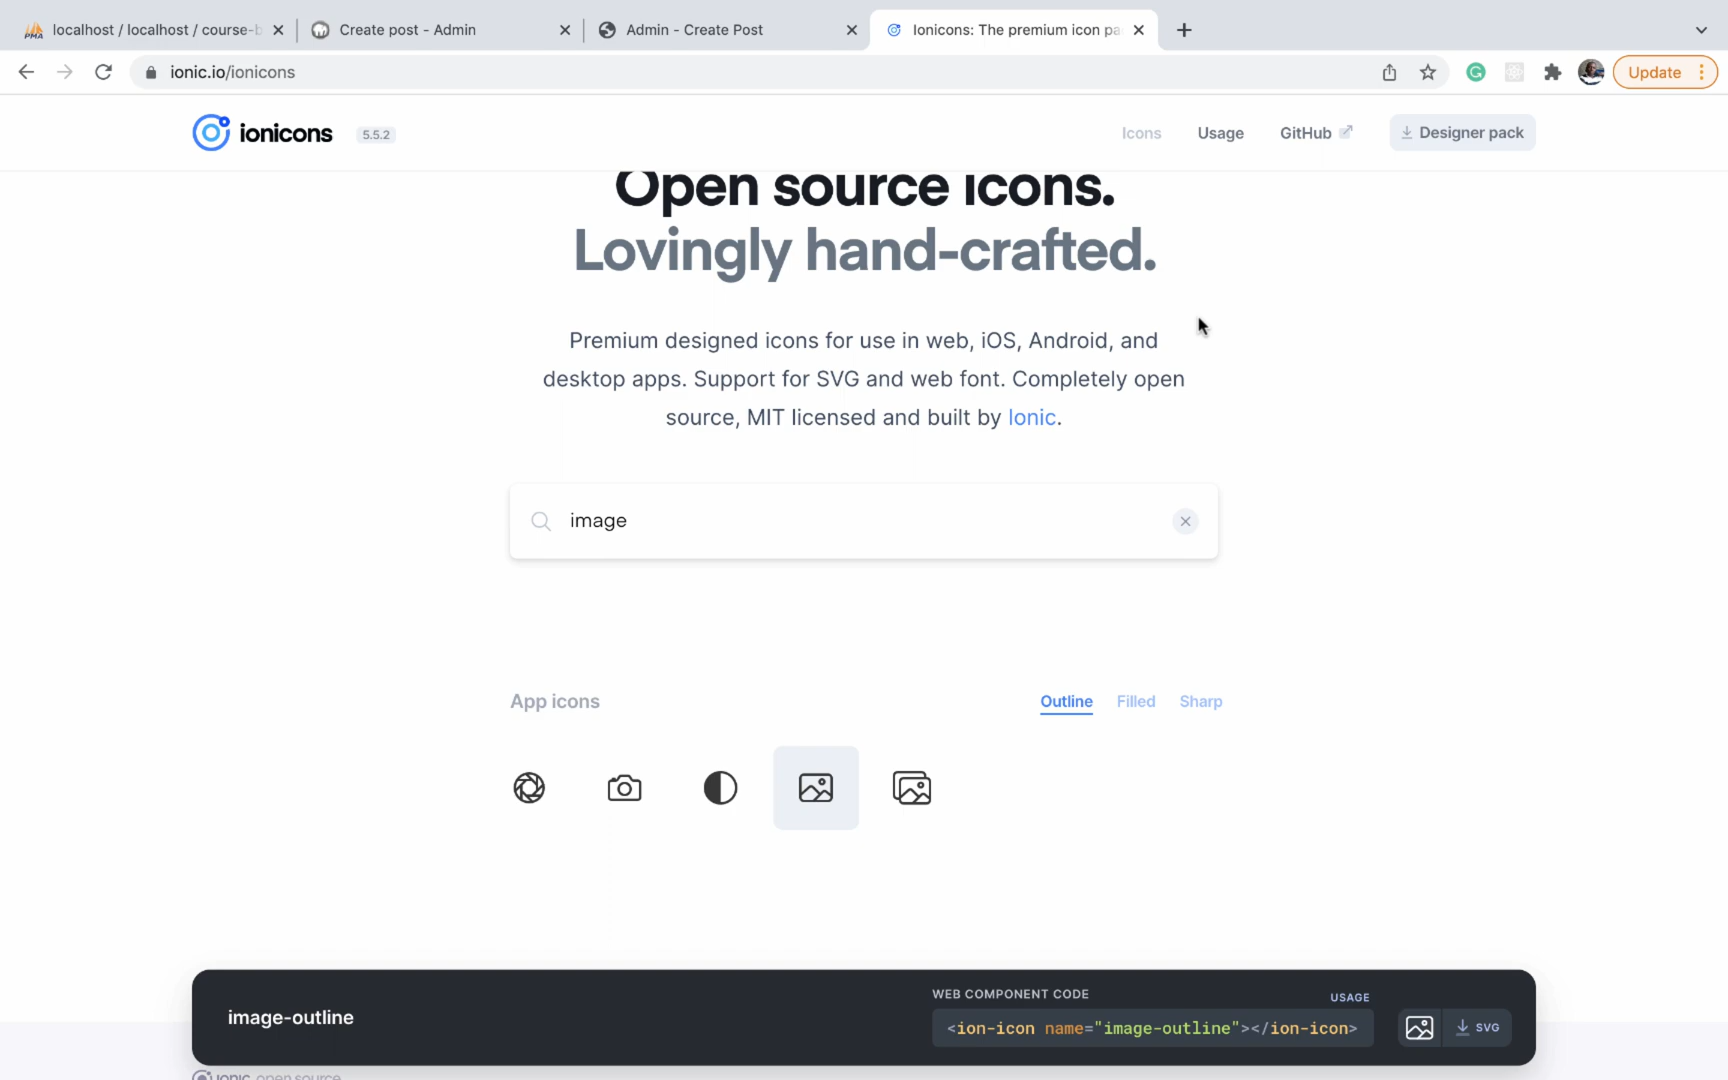 localhost / localhost / course-b
Create post - Admin
Admin - Create Post
Ionicons: The premium icon pa
ionic.io/ionicons
Update
ionicons
5.5.2
Icons
Usage
GitHub
Designer pack
Open source icons.
Lovingly hand-crafted.
Premium designed icons for use in web, iOS, Android, and
desktop apps. Support for SVG and web font. Completely open
source, MIT licensed and built by Ionic.
image
App icons
Outline
Filled
Sharp
image-outline
WEB COMPONENT CODE
USAGE
<ion-icon name="image-outline"></ion-icon>
SVG
ionic open source